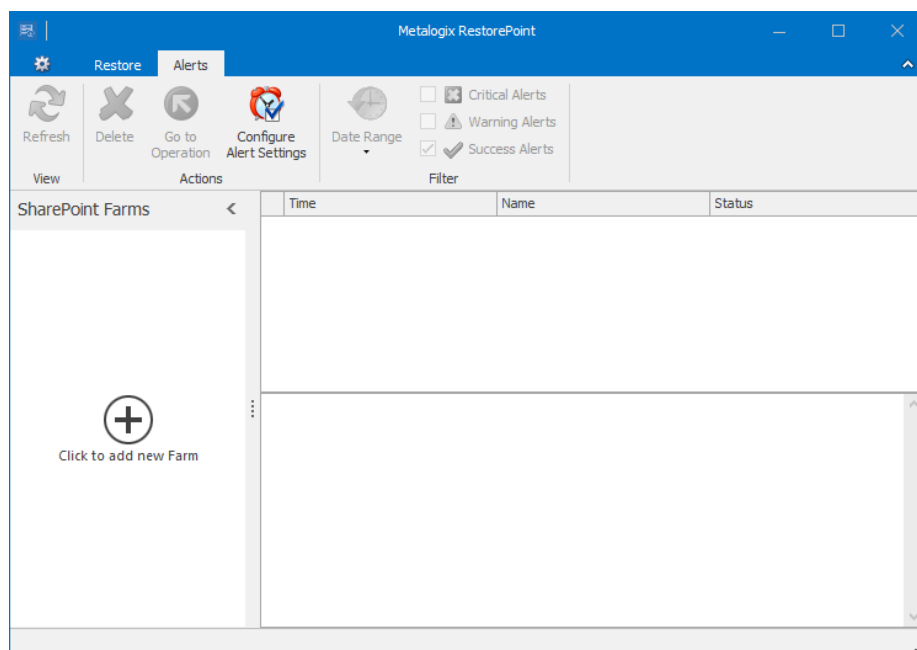 Metalogix RestorePoint
Restore Alerts
Refresh
Delete
Go to
Operation
Configure
Alert Settings
Date Range
Critical Alerts
Warning Alerts
Success Alerts
View
Actions
Filter
SharePoint Farms
Time Name Status
Click to add new Farm